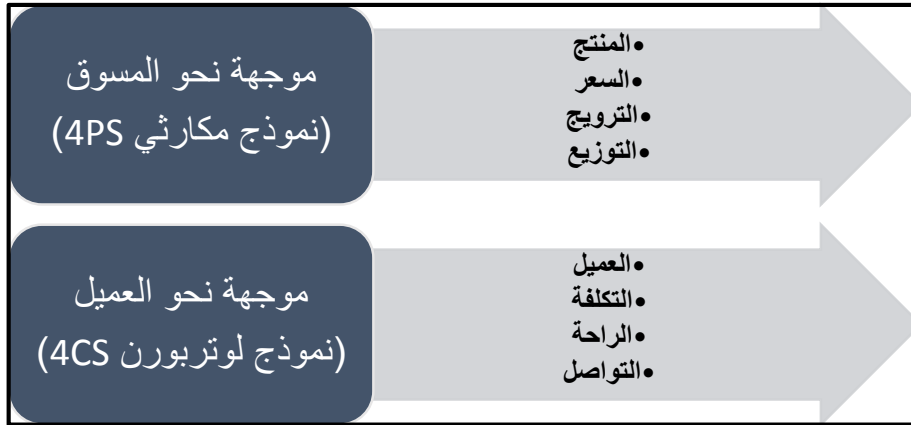 موجهة نحو المسوق
(نموذج مكارثي 4PS)
•المنتج
•السعر
•الترويج
•التوزيع
موجهة نحو العميل
(نموذج لوتربورن 4CS)
•العميل
•التكلفة
•الراحة
•التواصل